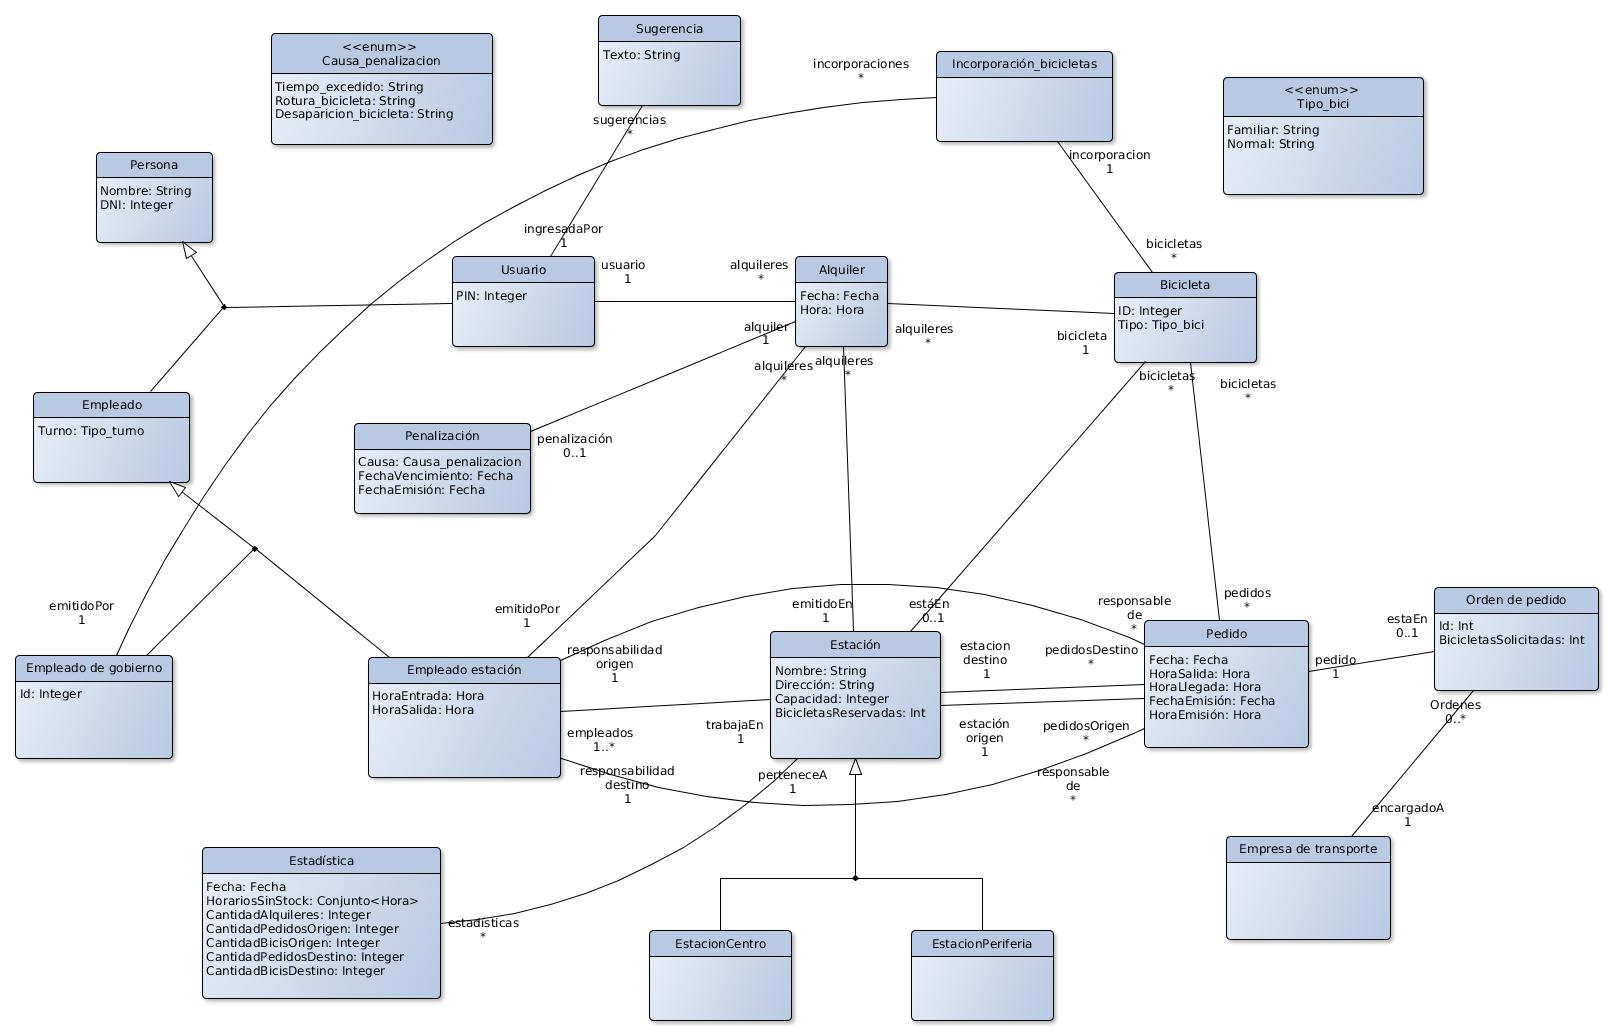 Sugerencia
Texto: String
<<enum>>
Causa_penalizacion
Tiempo_excedido: String
Rotura_bicicleta: String
Desaparicion_bicicleta: String
incorporaciones
*
Incorporación_bicicletas
<<enum>>
Tipo_bici
Familiar: String
Normal: String
sugerencias
*
Persona
Nombre: String
DNI: Integer
incorporacion
1
ingresadaPor
1
bicicletas
*
Usuario
PIN: Integer
usuario
1
alquileres
*
Alquiler
Fecha: Fecha
Hora: Hora
Bicicleta
ID: Integer
Tipo: Tipo_bici
alquiler
1
alquileres
*
bicicleta
1
alquileres
*
alquileres
*
bicicletas
*
bicicletas
*
Empleado
Turno: Tipo_turno
Penalización
Causa: Causa_penalizacion
FechaVencimiento: Fecha
FechaEmisión: Fecha
penalización
0..1
emitidoPor
1
emitidoPor
1
emitidoEn
1
estáEn
0..1
responsable
de
*
pedidos
*
Orden de pedido
Id: Int
BicicletasSolicitadas: Int
estaEn
0..1
Empleado de gobierno
Id: Integer
Empleado estación
HoraEntrada: Hora
HoraSalida: Hora
responsabilidad
origen
1
Estación
Nombre: String
Dirección: String
Capacidad: Integer
BicicletasReservadas: Int
estacion
destino
1
pedidosDestino
*
Pedido
Fecha: Fecha
HoraSalida: Hora
HoraLlegada: Hora
FechaEmisión: Fecha
HoraEmisión: Hora
pedido
1
Ordenes
0..*
empleados
1..*
trabajaEn
1
estación
origen
1
pedidosOrigen
*
responsabilidad
destino
1
perteneceA
1
responsable
de
*
encargadoA
1
Empresa de transporte
Estadística
Fecha: Fecha
HorariosSinStock: Conjunto<Hora>
CantidadAlquileres: Integer
CantidadPedidosOrigen: Integer
CantidadBicisOrigen: Integer
CantidadPedidosDestino: Integer
CantidadBicisDestino: Integer
estadísticas
*
EstacionCentro
EstacionPeriferia